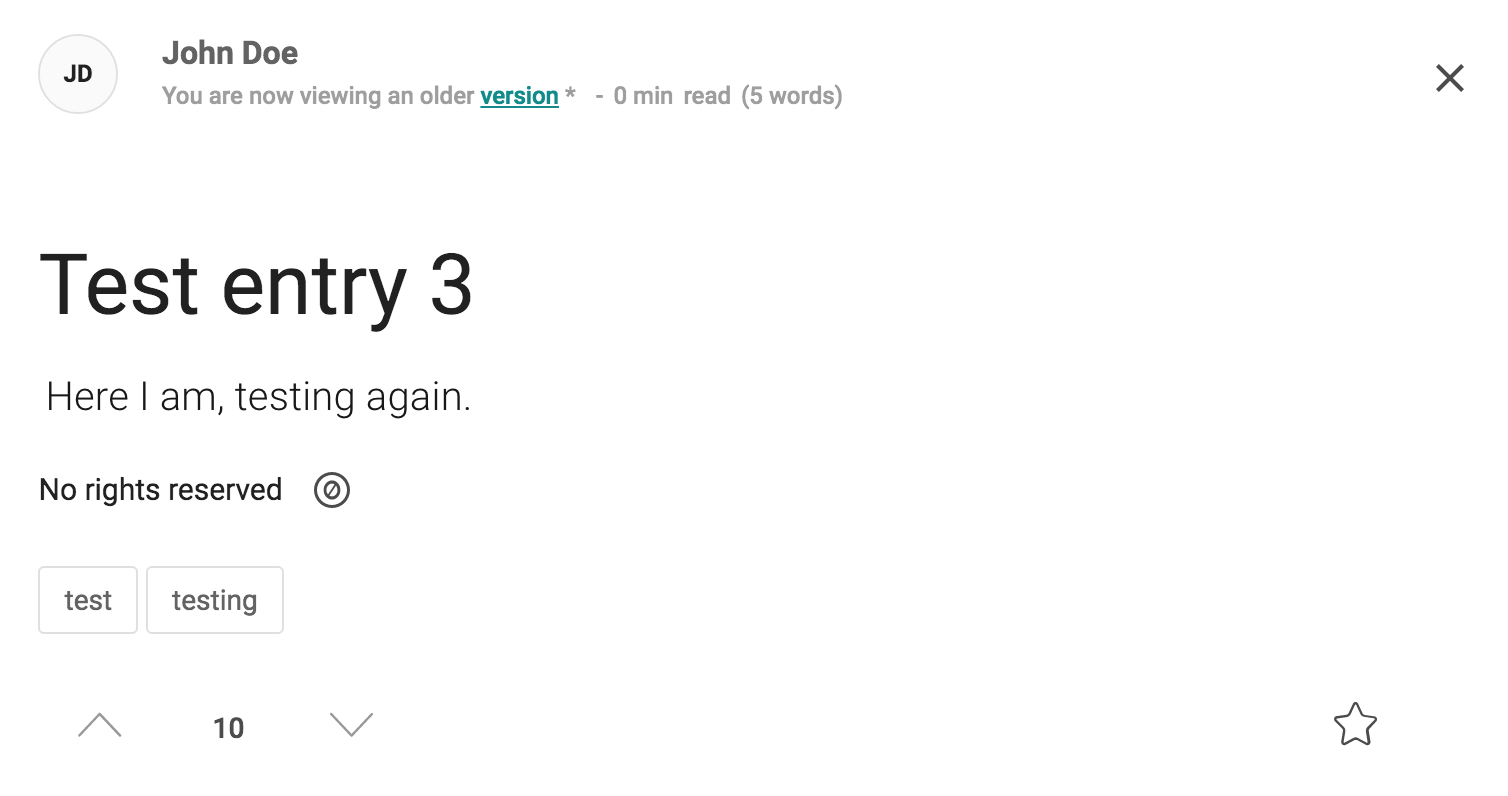 JD
John Doe
You are now viewing an older version * - 0 min read (5 words)
Test entry 3
Here I am, testing again.
No rights reserved
test testing
10